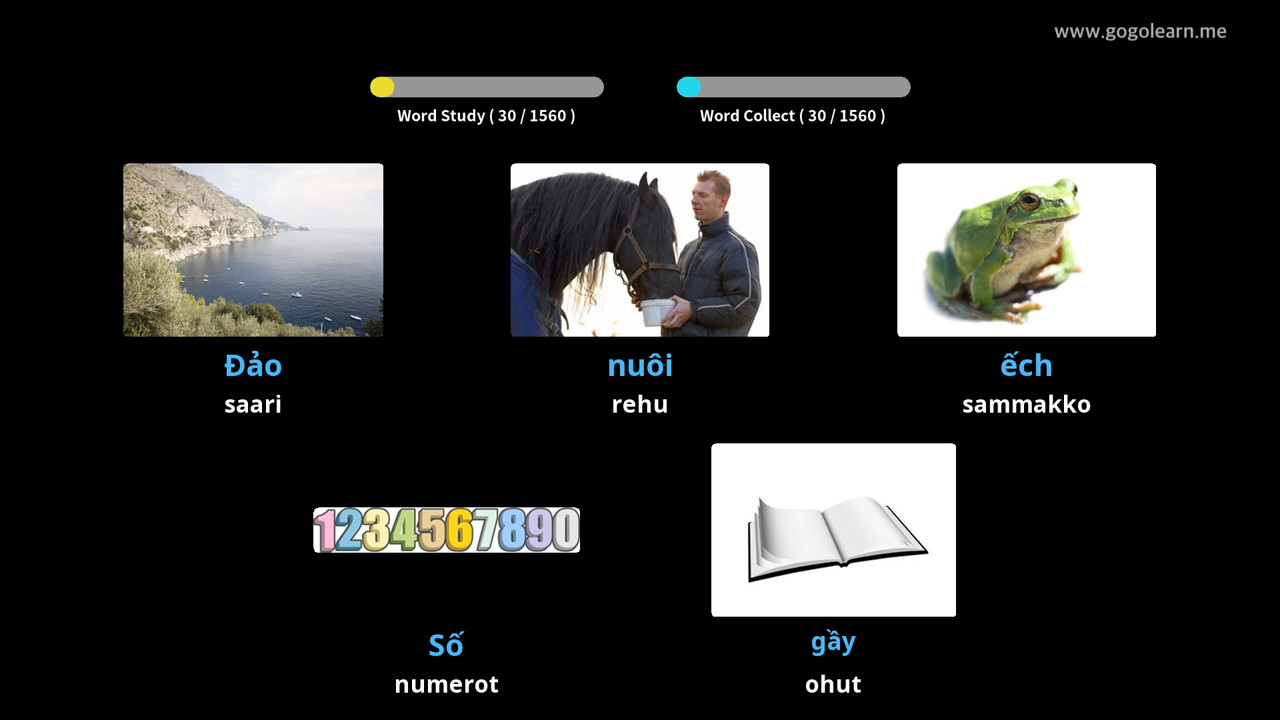 www.gogolearn.me
Word Study ( 30 / 1560 )
Word Collect ( 30 / 1560 )
Đảo
saari
nuôi
rehu
ếch
sammakko
1234567890
Số
numerot
gầy
ohut